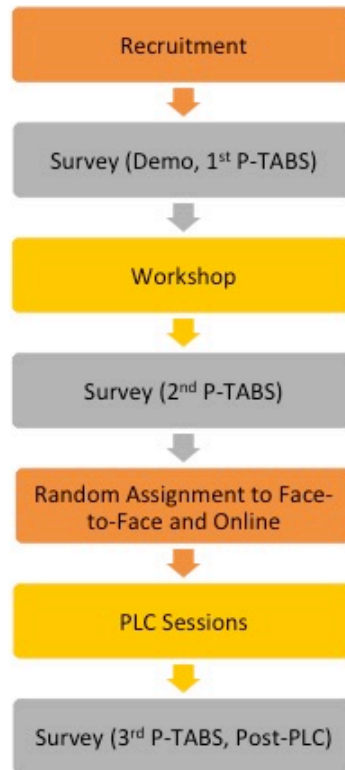 Recruitment
Survey (Demo, 1st P-TABS)
Workshop
Survey (2nd P-TABS)
Random Assignment to Face-
to-Face and Online
PLC Sessions
Survey (3rd P-TABS, Post-PLC)